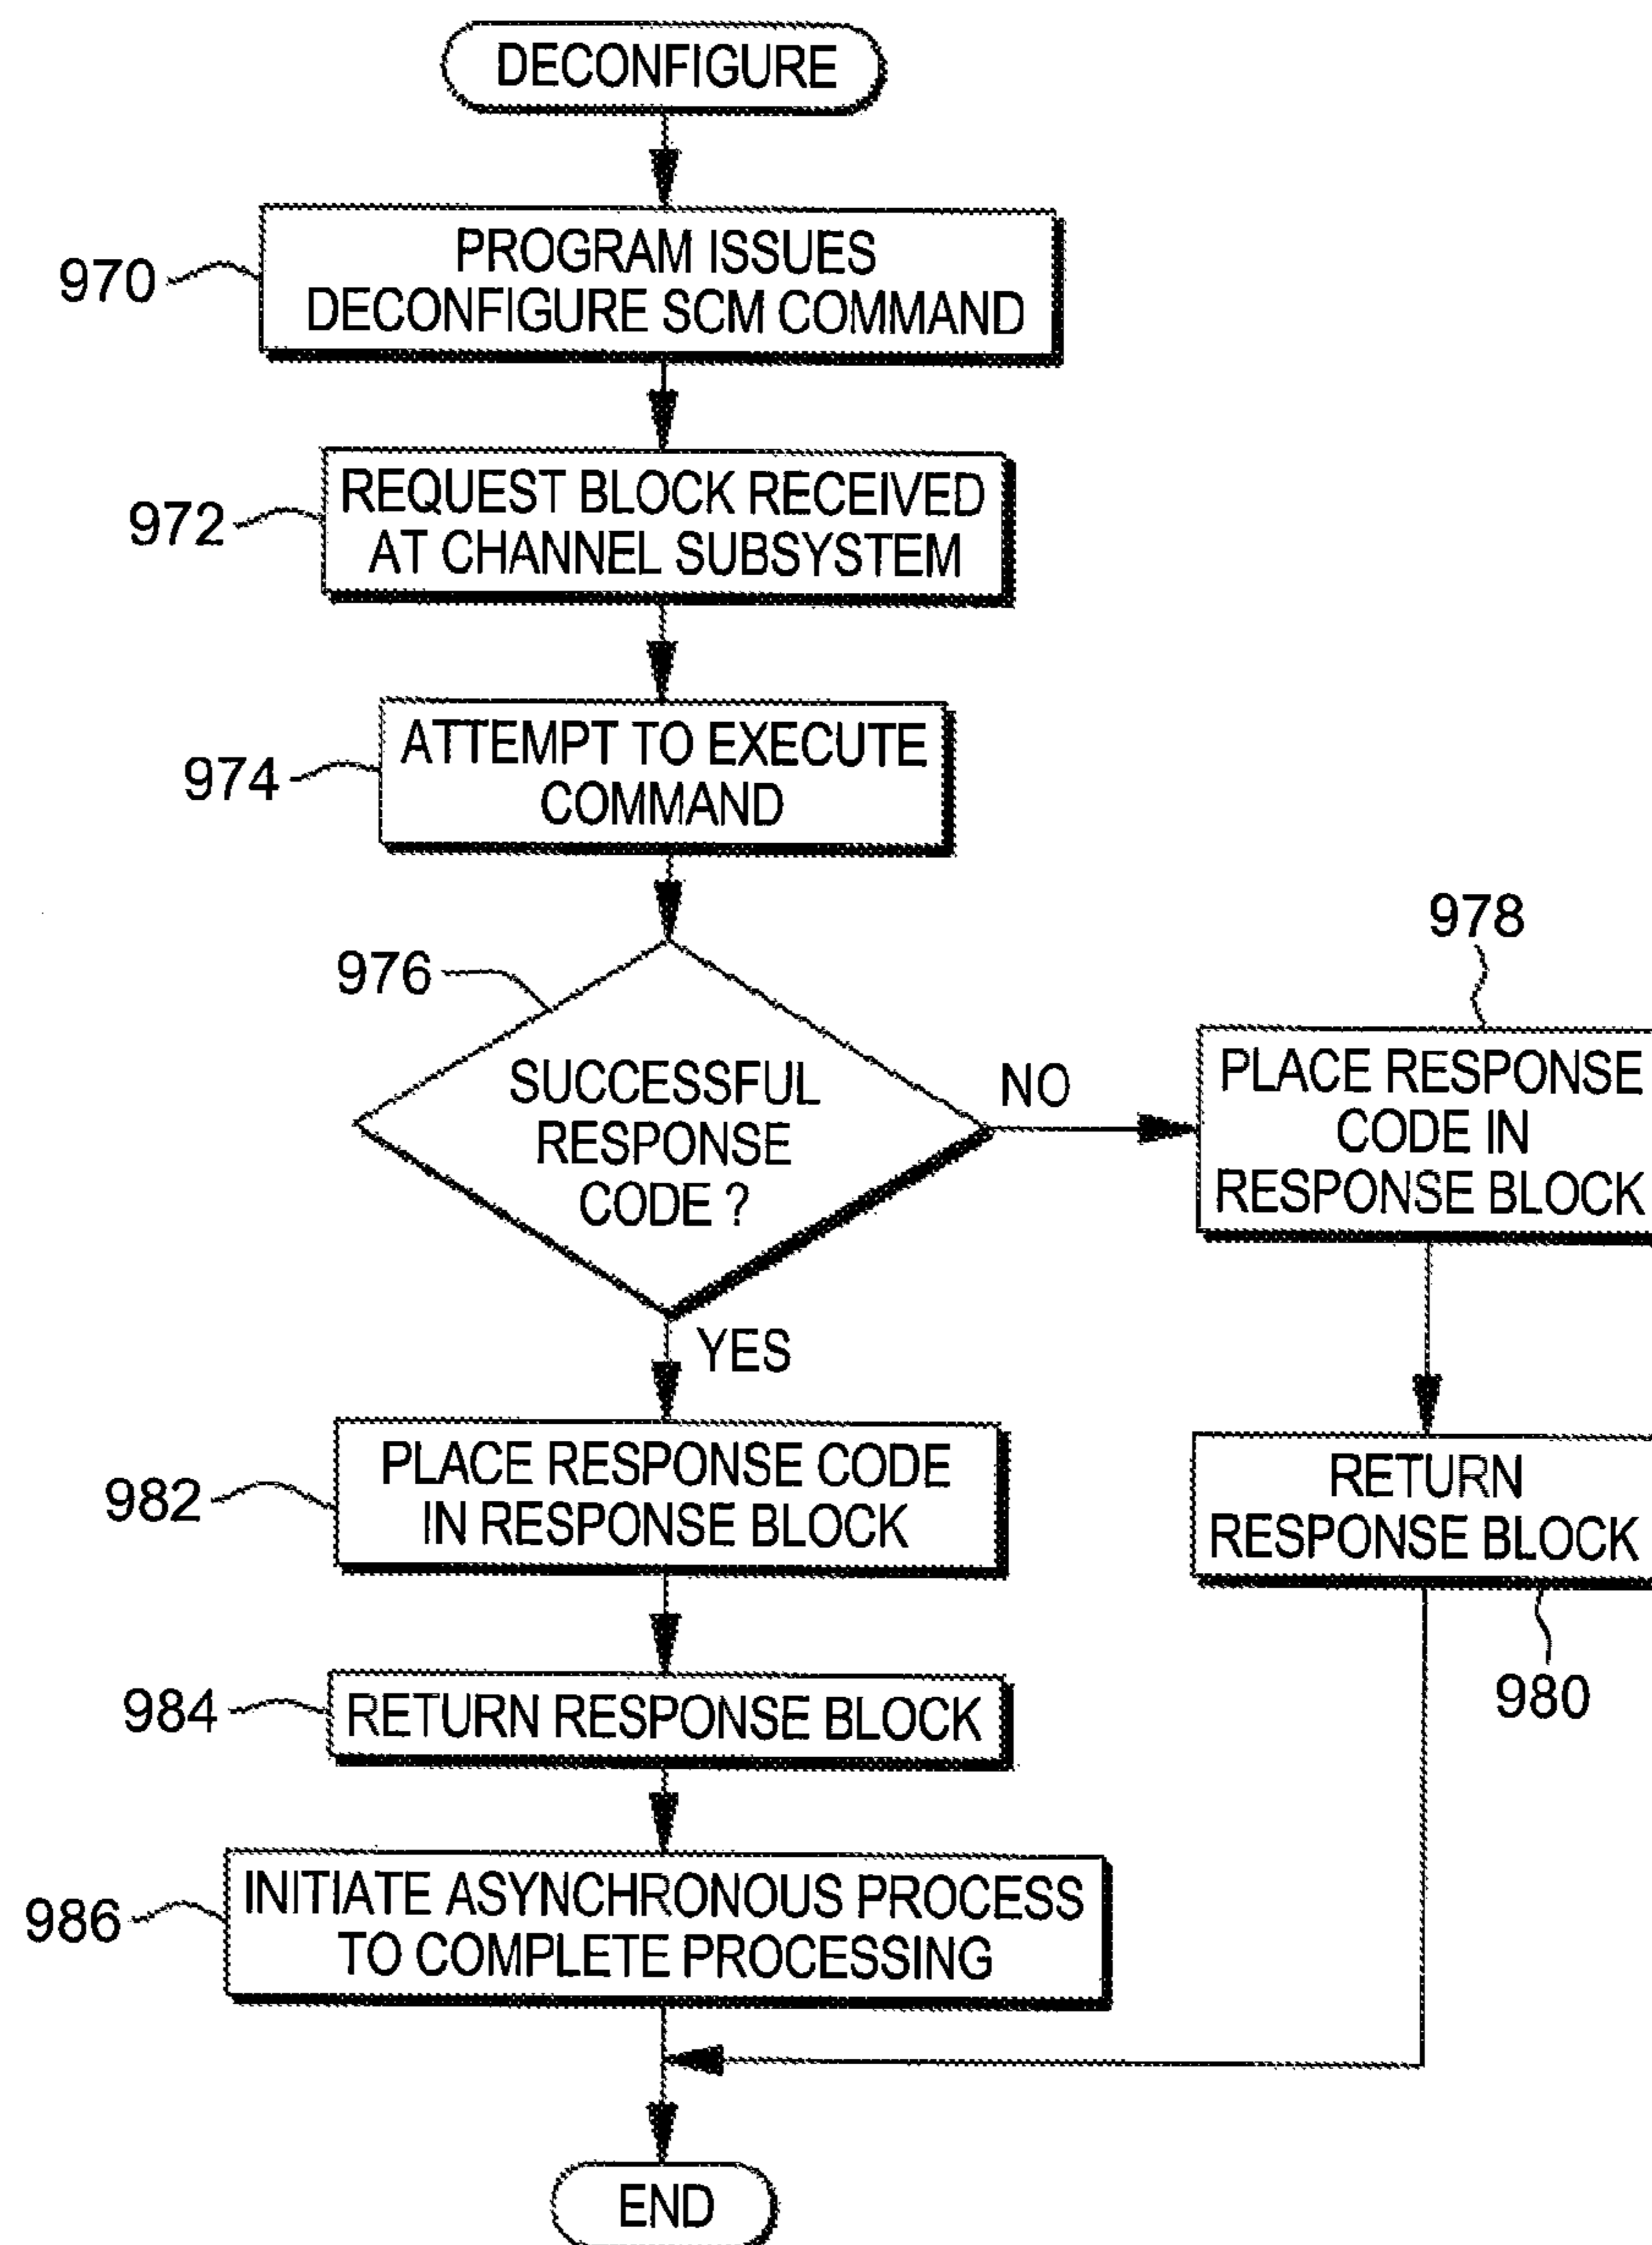 DECONFIGURE
970
PROGRAM ISSUES
DECONFIGURE SCM COMMAND
972
REQUEST BLOCK RECEIVED
AT CHANNEL SUBSYSTEM
974
ATTEMPT TO EXECUTE
COMMAND
976
SUCCESSFUL
RESPONSE
CODE ?
NO
978
PLACE RESPONSE
CODE IN
RESPONSE BLOCK
RETURN
RESPONSE BLOCK
980
YES
982
PLACE RESPONSE CODE
IN RESPONSE BLOCK
984
RETURN RESPONSE BLOCK
986
INITIATE ASYNCHRONOUS PROCESS
TO COMPLETE PROCESSING
END